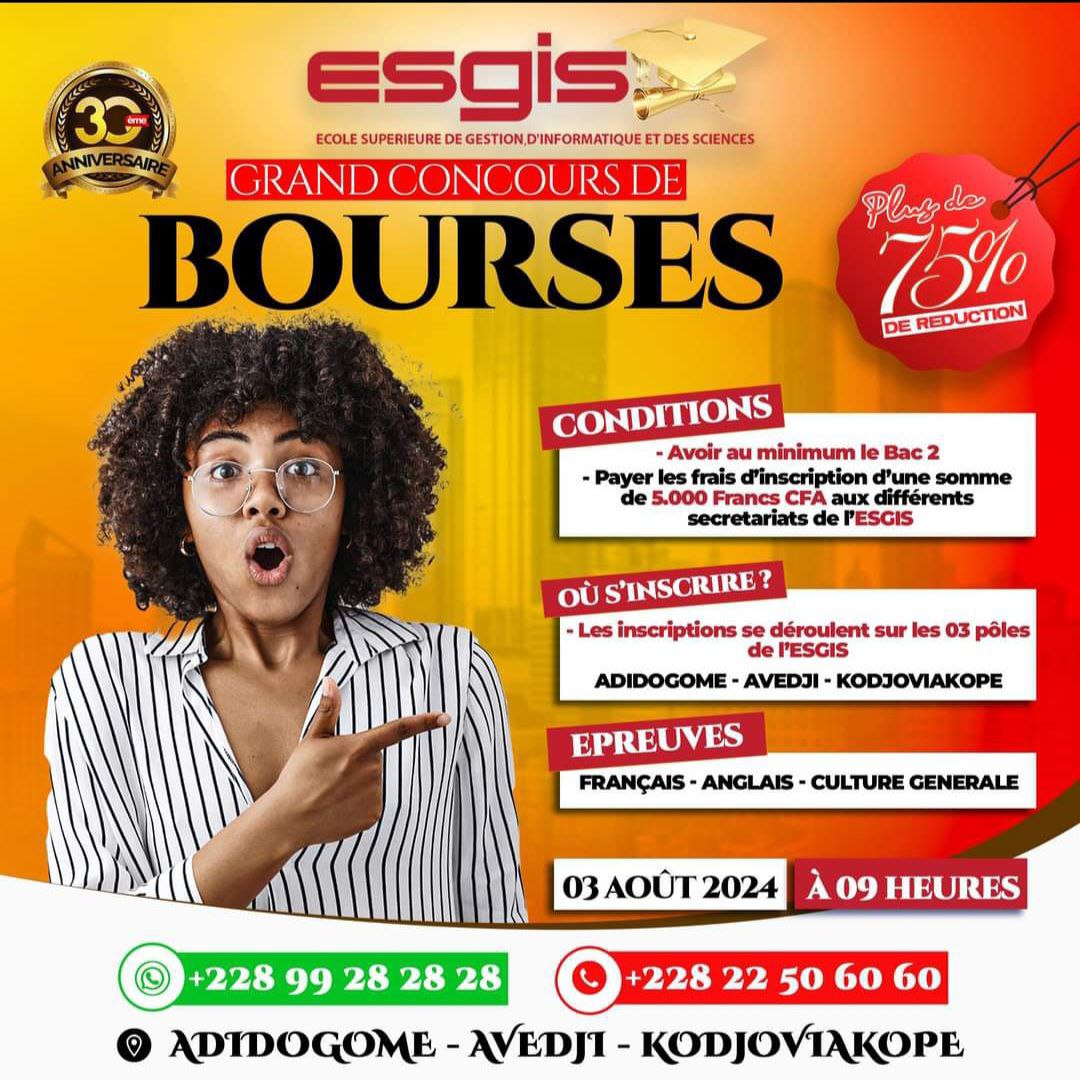 30ème
ANNIVERSAIRE
esgis
ECOLE SUPERIEURE DE GESTION,D'INFORMATIQUE ET DES SCIENCES
GRAND CONCOURS DE
BOURSES
Plus de
75%
DE REDUCTION
CONDITIONS
- Avoir au minimum le Bac 2
- Payer les frais d'inscription d'une somme
de 5.000 Francs CFA aux différents
secretariats de l'ESGIS
OÙ S'INSCRIRE ?
- Les inscriptions se déroulent sur les 03 pôles
de l'ESGIS
ADIDOGOME - AVEDJI - KODJOVIAKOPE
EPREUVES
FRANÇAIS - ANGLAIS - CULTURE GENERALE
03 AOÛT 2024 À 09 HEURES
+228 99 28 28 28 +228 22 50 60 60
ADIDOGOME - AVEDJI - KODJOVIAKOPE